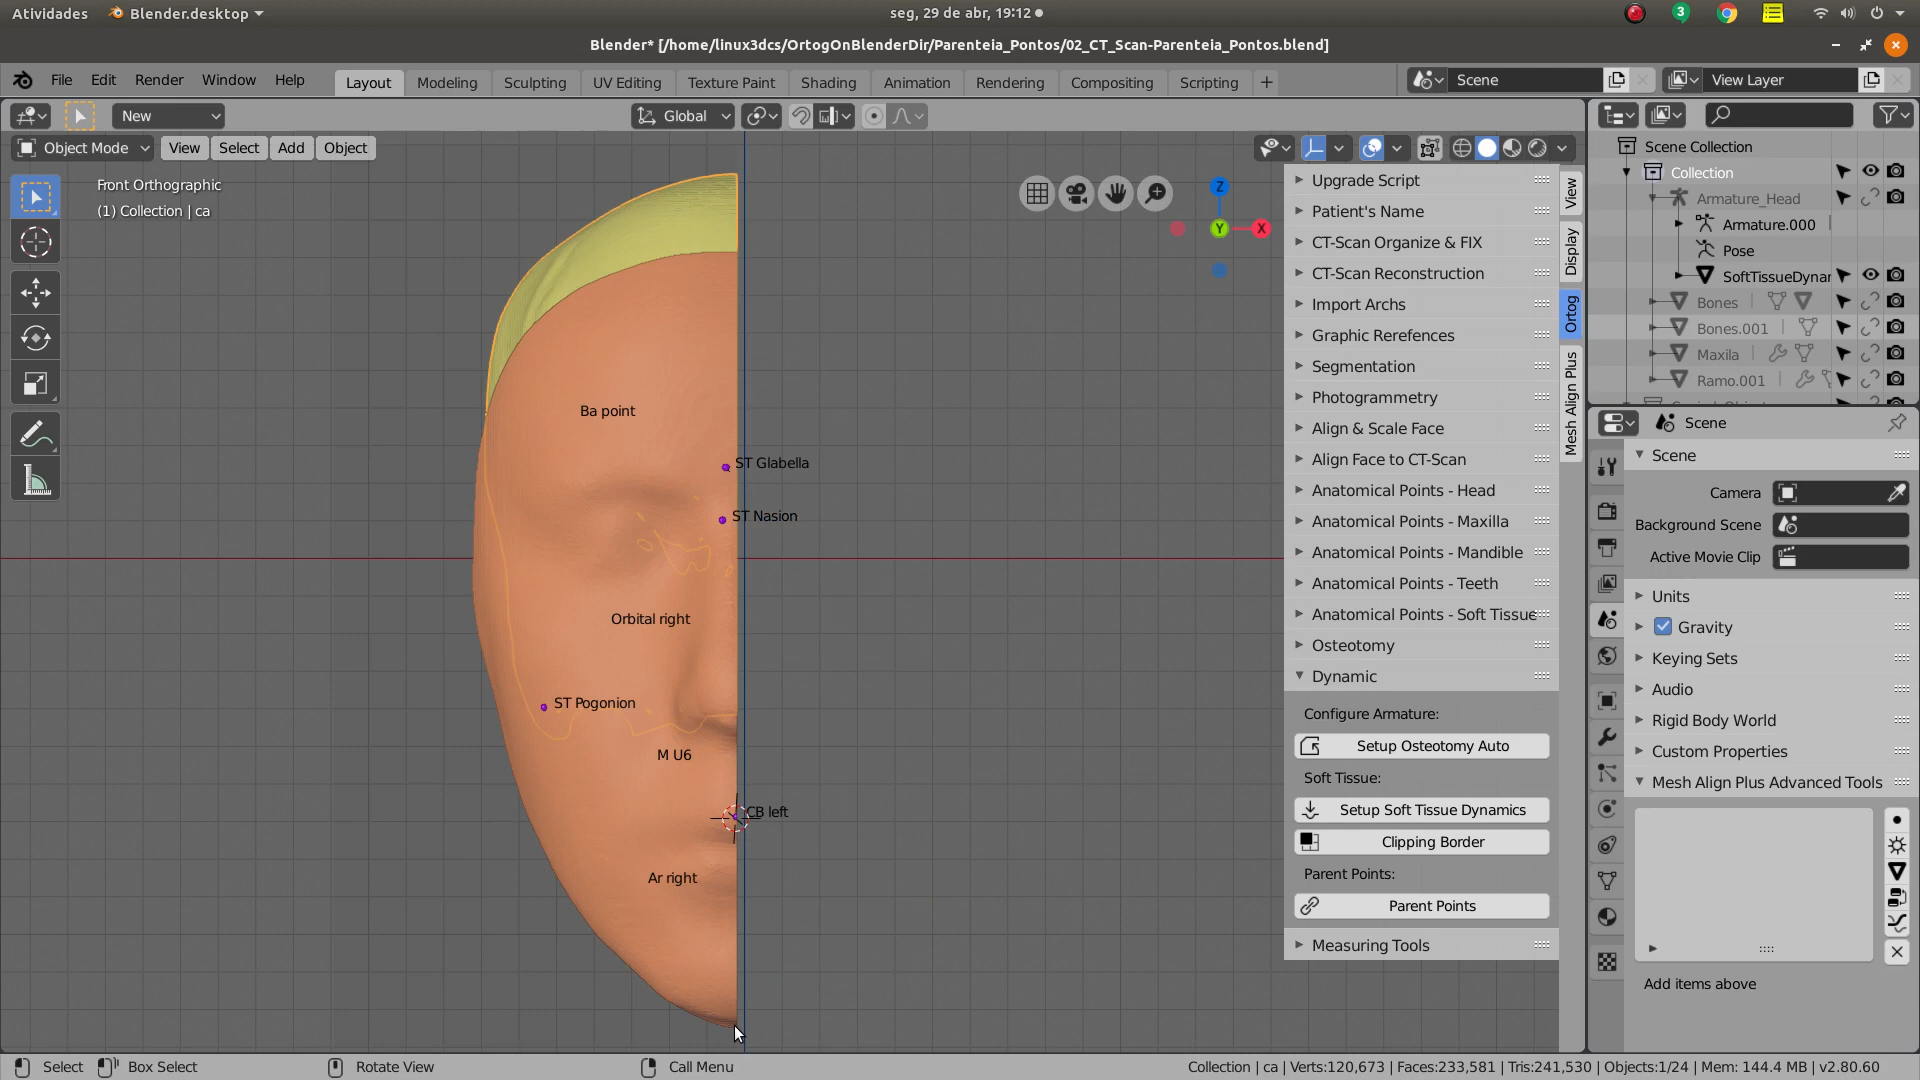 Atividades Blender.desktop seg, 29 de abr, 19:12 3
Blender* [/home/linux3dcs/OrtogOnBlenderDir/Parenteia_Pontos/02_CT_Scan-Parenteia_Pontos.blend]
File Edit Render Window Help Layout Modeling Sculpting UV Editing Texture Paint Shading Animation Rendering Compositing Scripting + Scene View Layer
New Global
Object Mode View Select Add Object
Front Orthographic
(1) Collection | ca
Ba point
ST Glabella
ST Nasion
Orbital right
ST Pogonion
M U6
CB left
Ar right
Z
Y X
Upgrade Script
Patient's Name
CT-Scan Organize & FIX
CT-Scan Reconstruction
Import Archs
Graphic Rerefences
Segmentation
Photogrammetry
Align & Scale Face
Align Face to CT-Scan
Anatomical Points - Head
Anatomical Points - Maxilla
Anatomical Points - Mandible
Anatomical Points - Teeth
Anatomical Points - Soft Tissue
Osteotomy
Dynamic
Configure Armature:
Setup Osteotomy Auto
Soft Tissue:
Setup Soft Tissue Dynamics
Clipping Border
Parent Points:
Parent Points
Measuring Tools
View
Display
Ortog
Mesh Align Plus
Scene Collection
Collection
Armature_Head
Armature.000
Pose
SoftTissueDynar
Bones
Bones.001
Maxila
Ramo.001
Scene
Scene
Camera
Background Scene
Active Movie Clip
Units
Gravity
Keying Sets
Audio
Rigid Body World
Custom Properties
Mesh Align Plus Advanced Tools
Add items above
Select Box Select Rotate View Call Menu Collection | ca | Verts:120,673 | Faces:233,581 | Tris:241,530 | Objects:1/24 | Mem: 144.4 MB | v2.80.60